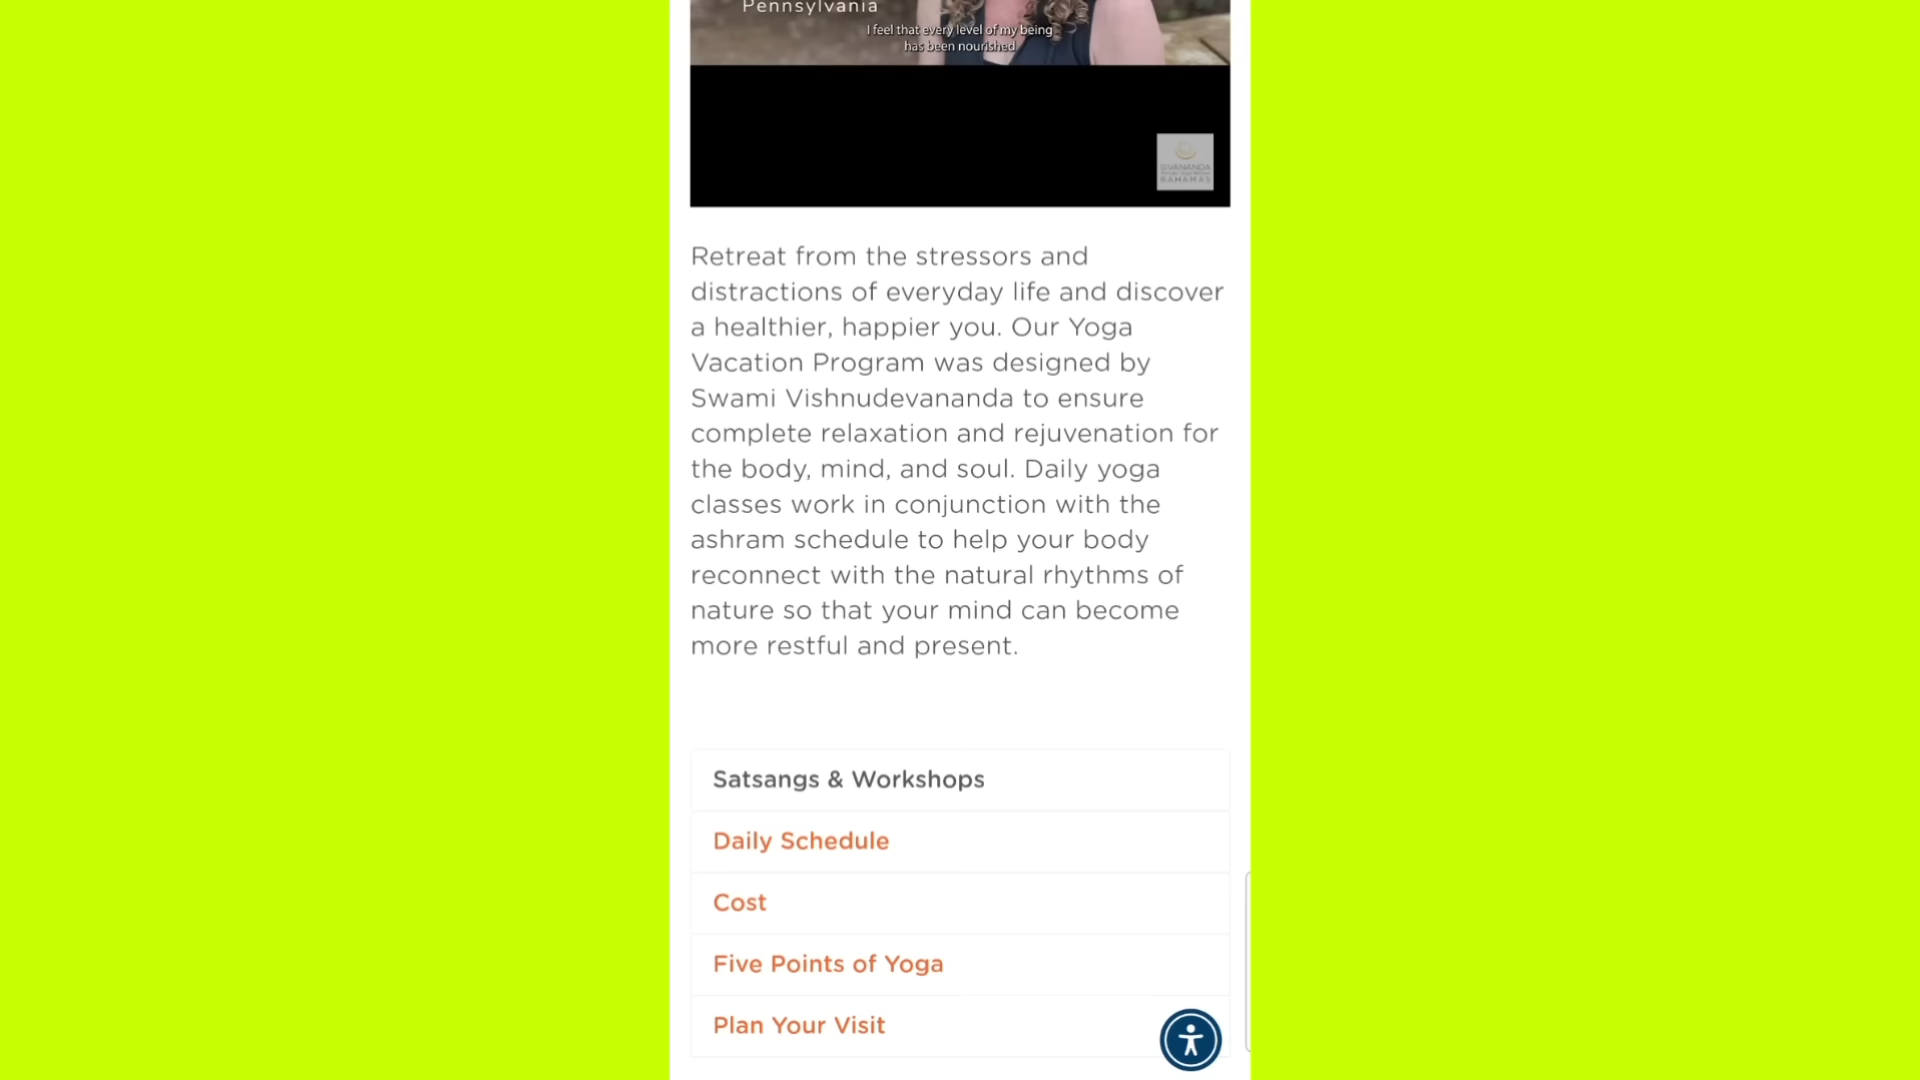 Pennsylvania
I feel that every level of my being
has been nourished
SIVANANDA
BAHAMAS
Retreat from the stressors and
distractions of everyday life and discover
a healthier, happier you. Our Yoga
Vacation Program was designed by
Swami Vishnudevananda to ensure
complete relaxation and rejuvenation for
the body, mind, and soul. Daily yoga
classes work in conjunction with the
ashram schedule to help your body
reconnect with the natural rhythms of
nature so that your mind can become
more restful and present.
Satsangs & Workshops
Daily Schedule
Cost
Five Points of Yoga
Plan Your Visit